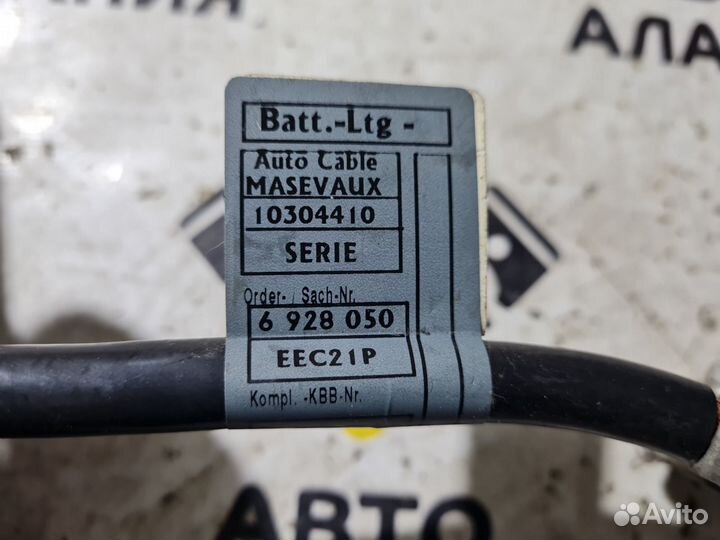 АЛА
Batt.-Ltg -
Auto Cable
MASEVAUX
10304410
SERIE
Order- / Sach-Nr.
6 928 050
EEC21P
Kompl. -KBB-Nr.
АВТО
Avito